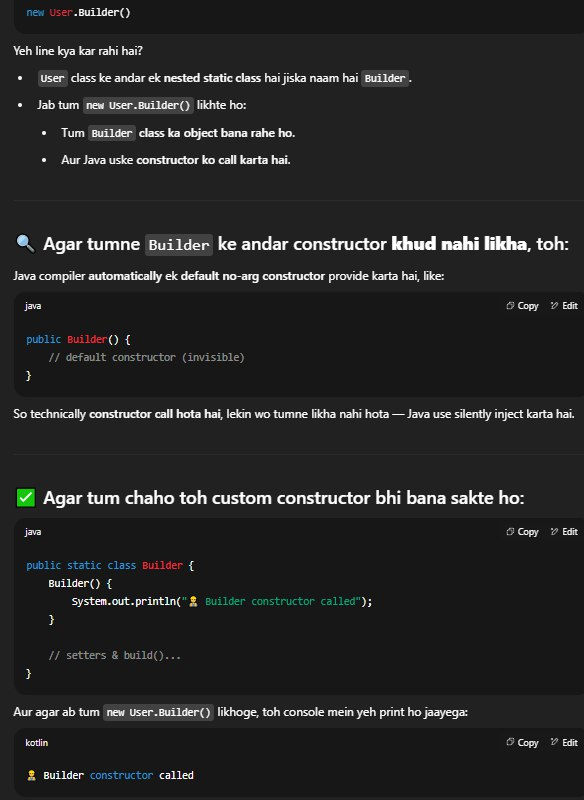 new User.Builder()
Yeh line kya kar rahi hai?
• User class ke andar ek nested static class hai jiska naam hai Builder.
• Jab tum new User.Builder() likhte ho:
• Tum Builder class ka object bana rahe ho.
• Aur Java uske constructor ko call karta hai.
🔍 Agar tumne Builder ke andar constructor khud nahi likha, toh:
Java compiler automatically ek default no-arg constructor provide karta hai, like:
java Copy Edit
public Builder() {
// default constructor (invisible)
}
So technically constructor call hota hai, lekin wo tumne likha nahi hota — Java use silently inject karta hai.
✅ Agar tum chaho toh custom constructor bhi bana sakte ho:
java Copy Edit
public static class Builder {
Builder() {
System.out.println("👷 Builder constructor called");
}
// setters & build()...
}
Aur agar ab tum new User.Builder() likhoge, toh console mein yeh print ho jaayega:
kotlin Copy Edit
👷 Builder constructor called